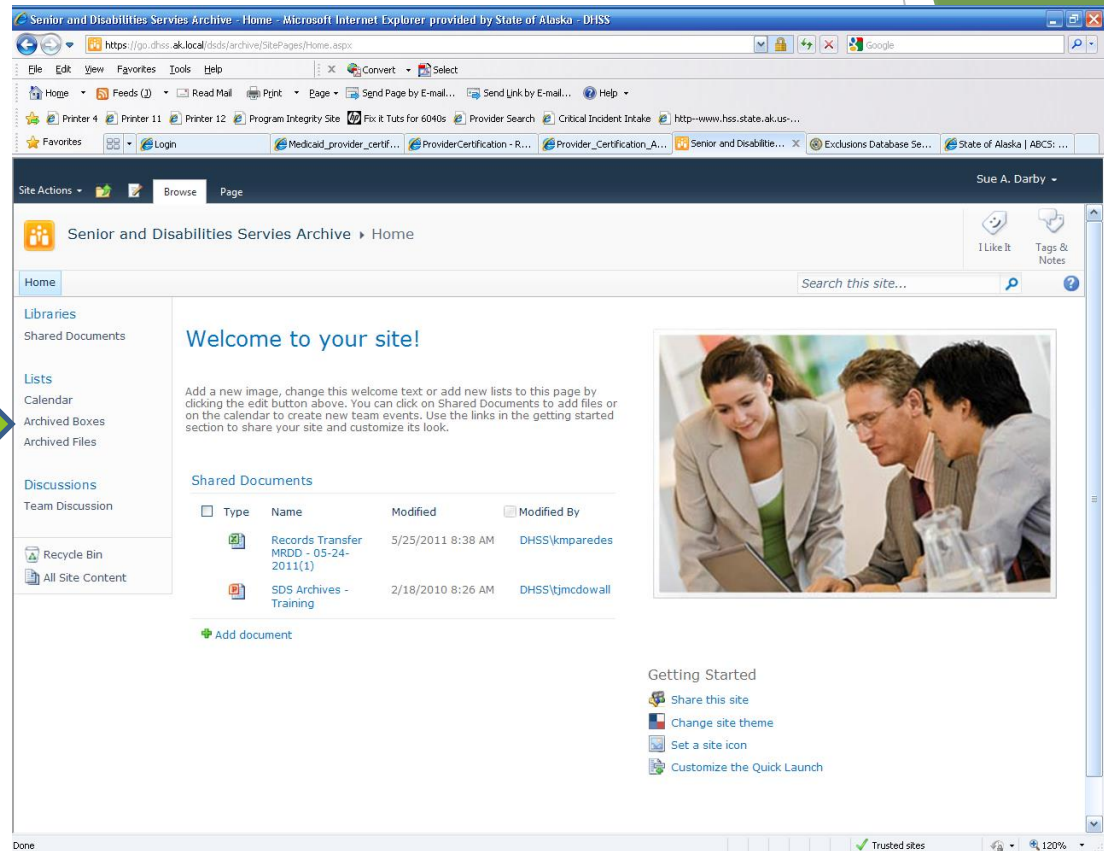 Senior and Disabilities Servies Archive - Home - Microsoft Internet Explorer provided by State of Alaska - DHSS
https://go.dhss.ak.local/dsds/archive/SitePages/Home.aspx
Google
File Edit View Favorites Tools Help
Convert Select
Home Feeds (J) Read Mail Print Page Send Page by E-mail... Send Link by E-mail... Help
Printer 4 Printer 11 Printer 12 Program Integrity Site Fix it Tuts for 6040s Provider Search Critical Incident Intake http--www.hss.state.ak.us-...
Favorites Login Medicaid_provider_certif... ProviderCertification - R... Provider_Certification_A... Senior and Disabilitie... X Exclusions Database Se... State of Alaska | ABCS: ...
Sue A. Darby
Site Actions Browse Page
Senior and Disabilities Servies Archive Home
I Like It
Tags & Notes
Home
Search this site...
Libraries
Shared Documents
Lists
Calendar
Archived Boxes
Archived Files
Discussions
Team Discussion
Recycle Bin
All Site Content
Welcome to your site!
Add a new image, change this welcome text or add new lists to this page by
clicking the edit button above. You can click on Shared Documents to add files or
on the calendar to create new team events. Use the links in the getting started
section to share your site and customize its look.
Shared Documents
Type Name Modified Modified By
Records Transfer 5/25/2011 8:38 AM DHSS\kmparedes
MRDD - 05-24-
2011(1)
SDS Archives - 2/18/2010 8:26 AM DHSS\tjmcdowall
Training
Add document
Getting Started
Share this site
Change site theme
Set a site icon
Customize the Quick Launch
Done Trusted sites 120%